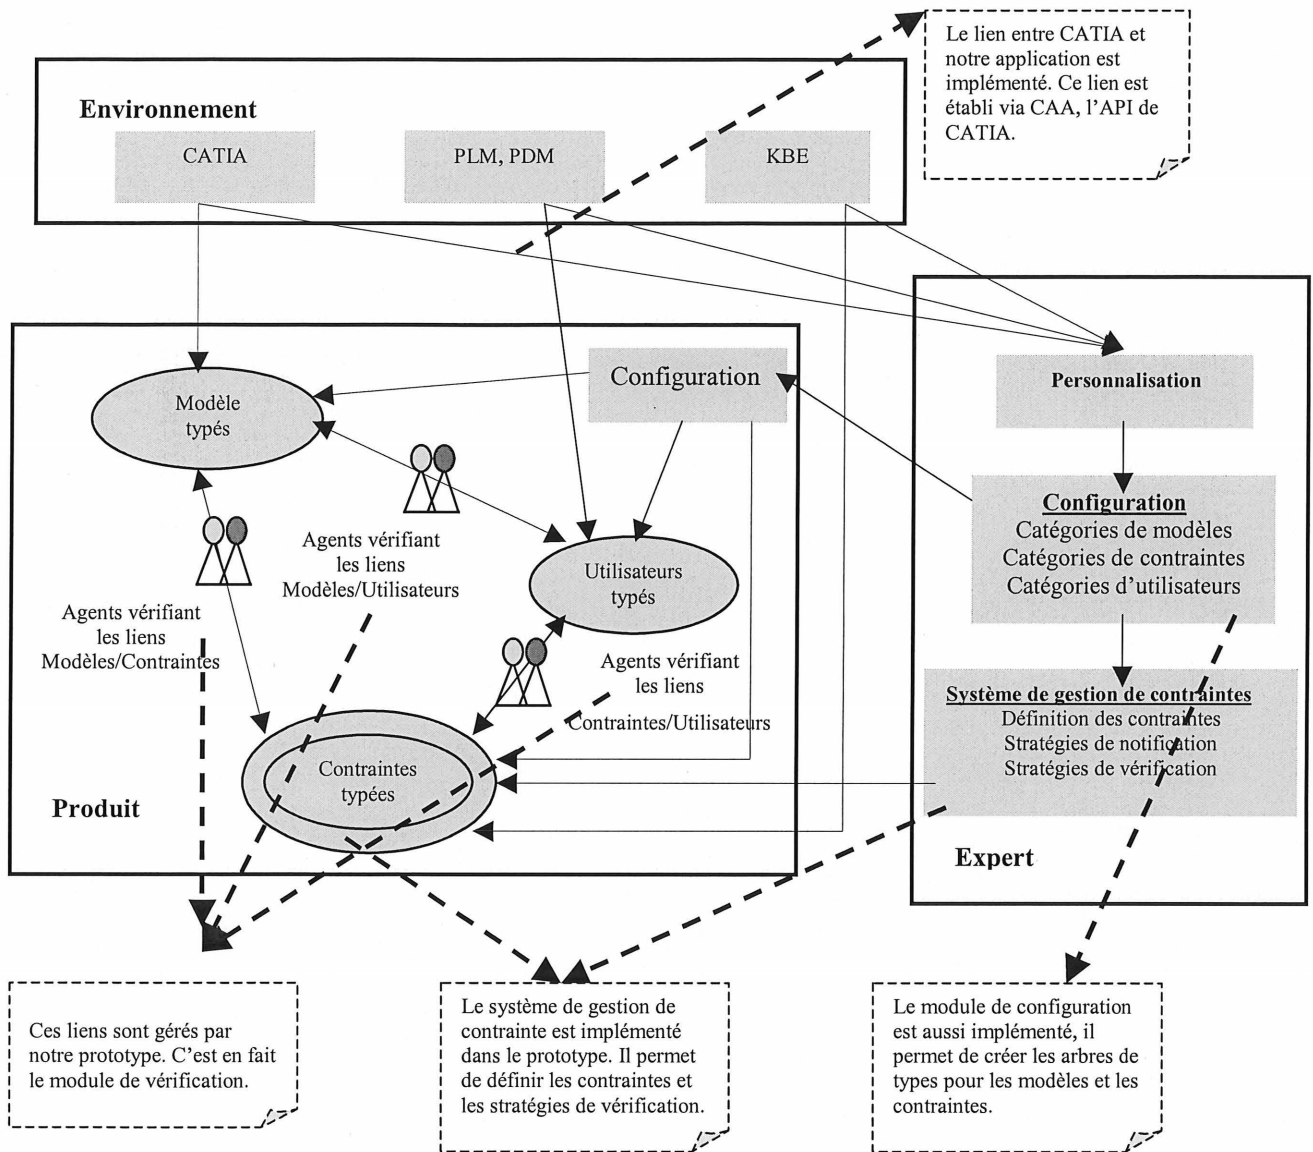 Le lien entre CATIA et
notre application est
implémenté. Ce lien est
établi via CAA, l'API de
CATIA.
Environnement
CATIA
PLM, PDM
KBE
Configuration
Modèle
typés
Agents vérifiant
les liens
Modèles/Utilisateurs
Utilisateurs
typés
Agents vérifiant
les liens
Modèles/Contraintes
Agents vérifiant
les liens
Contraintes/Utilisateurs
Contraintes
typées
Produit
Personnalisation
Configuration
Catégories de modèles
Catégories de contraintes
Catégories d'utilisateurs
Système de gestion de contraintes
Définition des contraintes
Stratégies de notification
Stratégies de vérification
Expert
Ces liens sont gérés par
notre prototype. C'est en fait
le module de vérification.
Le système de gestion de
contrainte est implémenté
dans le prototype. Il permet
de définir les contraintes et
les stratégies de vérification.
Le module de configuration
est aussi implémenté, il
permet de créer les arbres de
types pour les modèles et les
contraintes.